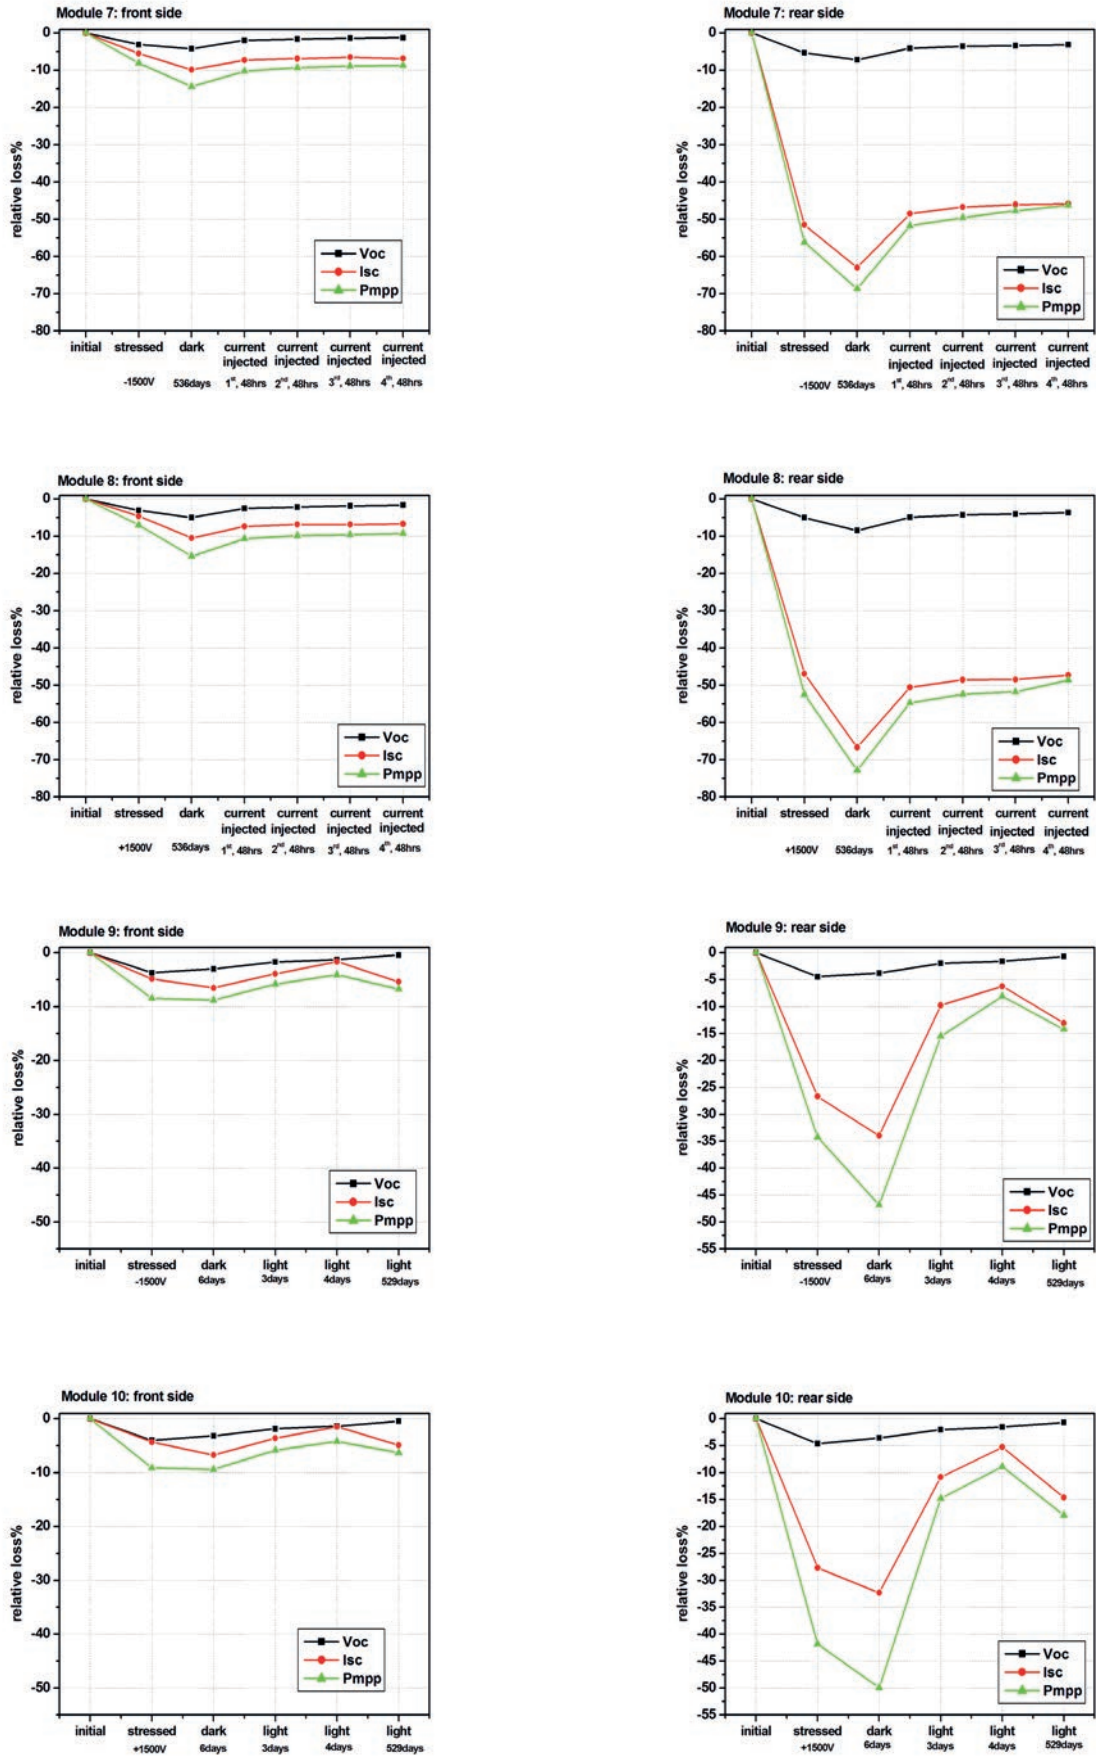 Module 7: front side
relative loss%
0
-10
-20
-30
-40
-50
-60
-70
-80
Voc
Isc
Pmpp
initial stressed dark current injected current injected current injected current injected
-1500V 536days 1st, 48hrs 2nd, 48hrs 3rd, 48hrs 4th, 48hrs
Module 7: rear side
relative loss%
0
-10
-20
-30
-40
-50
-60
-70
-80
Voc
Isc
Pmpp
initial stressed dark current injected current injected current injected current injected
-1500V 536days 1st, 48hrs 2nd, 48hrs 3rd, 48hrs 4th, 48hrs
Module 8: front side
relative loss%
0
-10
-20
-30
-40
-50
-60
-70
-80
Voc
Isc
Pmpp
initial stressed dark current injected current injected current injected current injected
+1500V 536days 1st, 48hrs 2nd, 48hrs 3rd, 48hrs 4th, 48hrs
Module 8: rear side
relative loss%
0
-10
-20
-30
-40
-50
-60
-70
-80
Voc
Isc
Pmpp
initial stressed dark current injected current injected current injected current injected
+1500V 536days 1st, 48hrs 2nd, 48hrs 3rd, 48hrs 4th, 48hrs
Module 9: front side
relative loss%
0
-10
-20
-30
-40
-50
Voc
Isc
Pmpp
initial stressed dark light light light
-1500V 6days 3days 4days 529days
Module 9: rear side
relative loss%
0
-5
-10
-15
-20
-25
-30
-35
-40
-45
-50
-55
Voc
Isc
Pmpp
initial stressed dark light light light
-1500V 6days 3days 4days 529days
Module 10: front side
relative loss%
0
-10
-20
-30
-40
-50
Voc
Isc
Pmpp
initial stressed dark light light light
+1500V 6days 3days 4days 529days
Module 10: rear side
relative loss%
0
-5
-10
-15
-20
-25
-30
-35
-40
-45
-50
-55
Voc
Isc
Pmpp
initial stressed dark light light light
+1500V 6days 3days 4days 529days